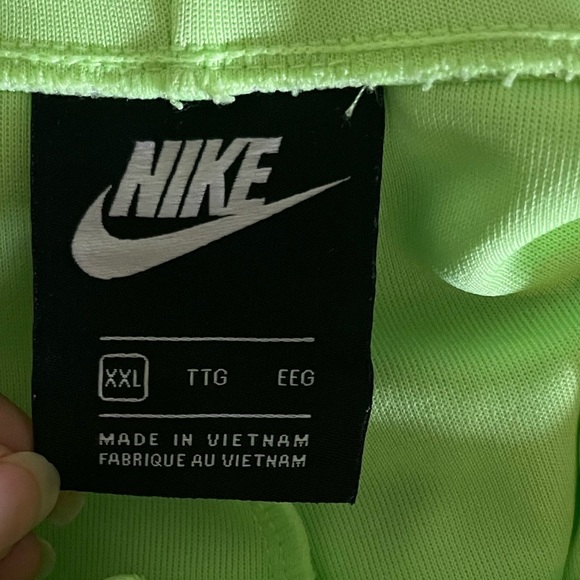 NIKE
XXL TTG EEG
MADE IN VIETNAM
FABRIQUE AU VIETNAM